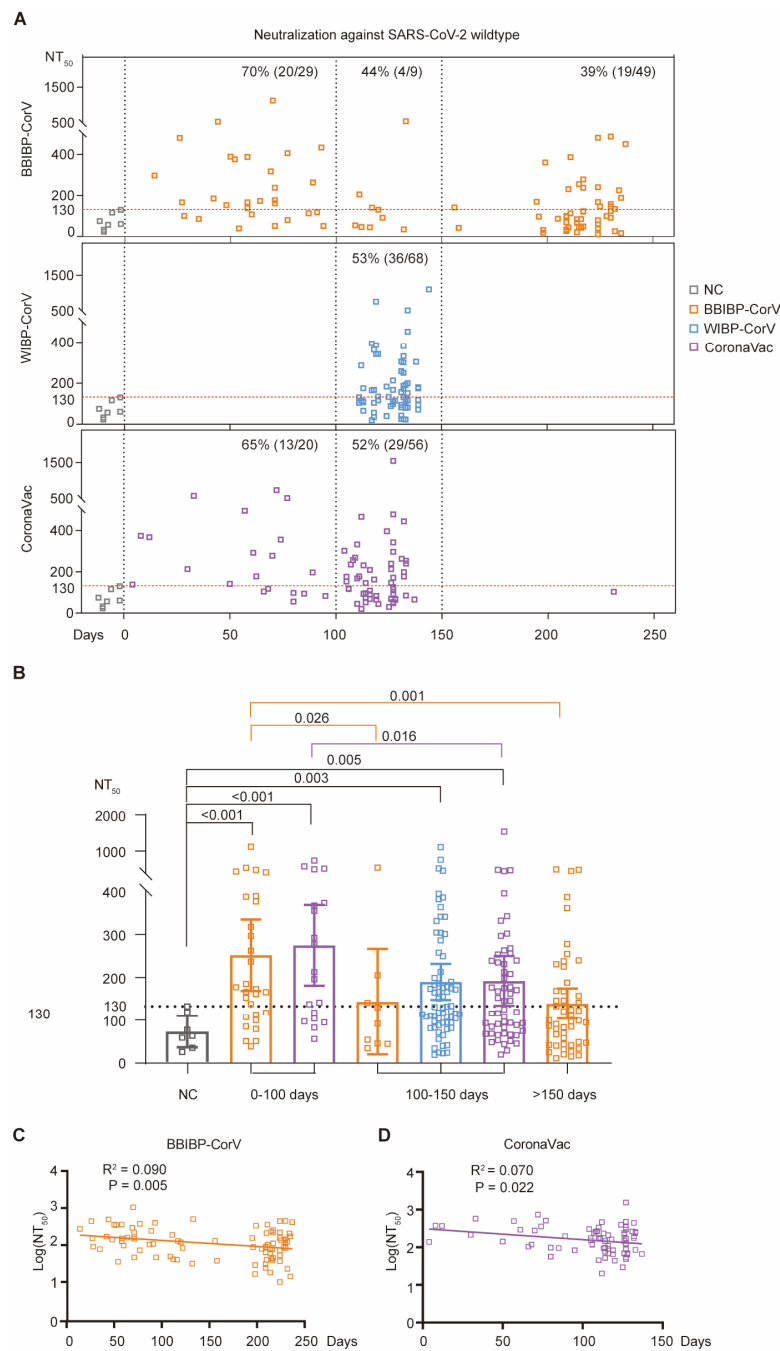 A
Neutralization against SARS-CoV-2 wildtype
NT50
70% (20/29) 44% (4/9) 39% (19/49)
1500
500
400
200
130
0
BBIBP-CorV
53% (36/68)
1500
500
400
200
130
0
WIBP-CorV
NC
BBIBP-CorV
WIBP-CorV
CoronaVac
65% (13/20) 52% (29/56)
1500
500
400
200
130
0
CoronaVac
Days 0 50 100 150 200 250
B
0.001
0.026
0.016
0.005
0.003
<0.001
<0.001
NT50
2000
1000
400
300
200
130
100
0
130
NC 0-100 days 100-150 days >150 days
C
BBIBP-CorV
R2 = 0.090
P = 0.005
Log(NT50)
4
3
2
1
0
0 50 100 150 200 250 Days
D
CoronaVac
R2 = 0.070
P = 0.022
Log(NT50)
4
3
2
1
0
0 50 100 150 Days